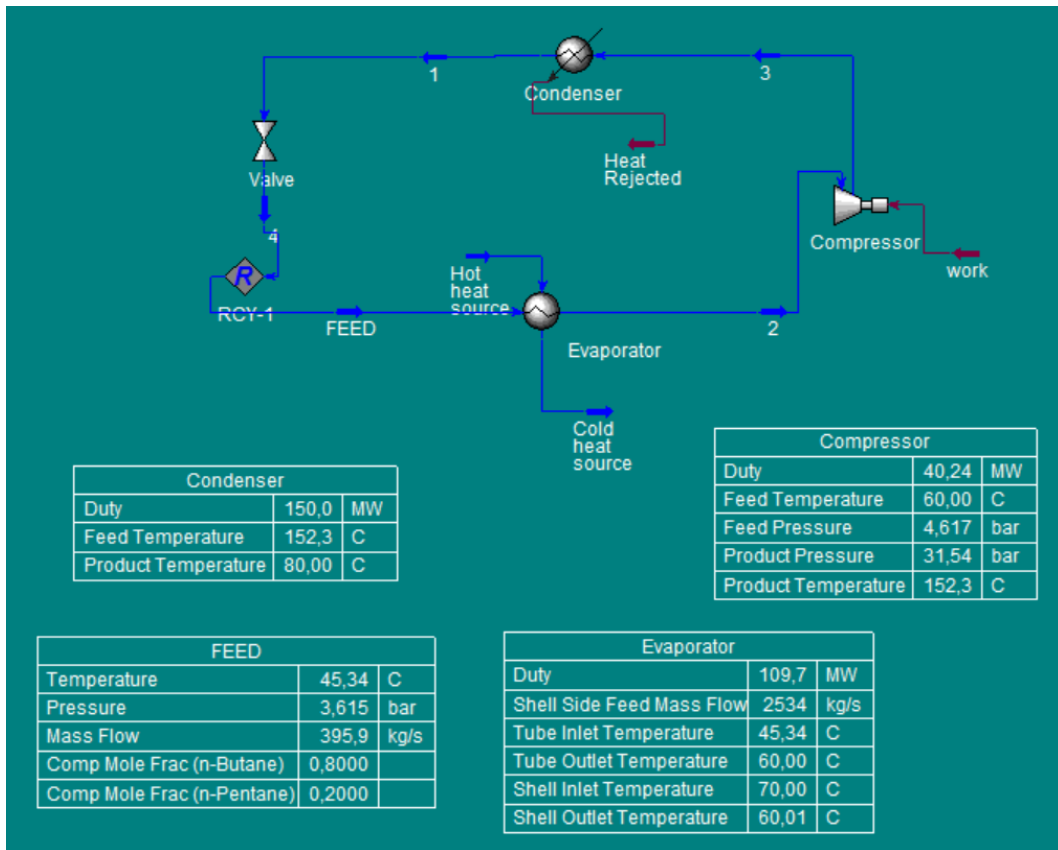 1
3
Condenser
Valve
Heat
Rejected
4
Compressor
work
R
RCY-1
Hot
heat
source
FEED
2
Evaporator
Cold
heat
source
Condenser
Duty 150,0 MW
Feed Temperature 152,3 C
Product Temperature 80,00 C
Compressor
Duty 40,24 MW
Feed Temperature 60,00 C
Feed Pressure 4,617 bar
Product Pressure 31,54 bar
Product Temperature 152,3 C
FEED
Temperature 45,34 C
Pressure 3,615 bar
Mass Flow 395,9 kg/s
Comp Mole Frac (n-Butane) 0,8000
Comp Mole Frac (n-Pentane) 0,2000
Evaporator
Duty 109,7 MW
Shell Side Feed Mass Flow 2534 kg/s
Tube Inlet Temperature 45,34 C
Tube Outlet Temperature 60,00 C
Shell Inlet Temperature 70,00 C
Shell Outlet Temperature 60,01 C